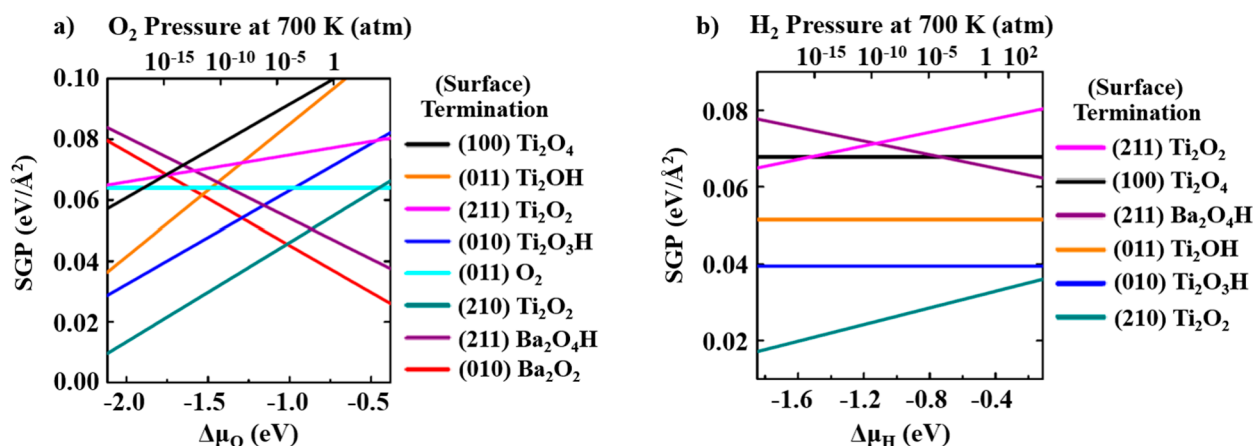 a) O₂ Pressure at 700 K (atm)
10⁻¹⁵ 10⁻¹⁰ 10⁻⁵ 1
SGP (eV/Å²)
0.10
0.08
0.06
0.04
0.02
0.00
-2.0 -1.5 -1.0 -0.5
Δμ_O (eV)
(Surface)
Termination
(100) Ti₂O₄
(011) Ti₂OH
(211) Ti₂O₂
(010) Ti₂O₃H
(011) O₂
(210) Ti₂O₂
(211) Ba₂O₄H
(010) Ba₂O₂
b) H₂ Pressure at 700 K (atm)
10⁻¹⁵ 10⁻¹⁰ 10⁻⁵ 1 10²
SGP (eV/Å²)
0.08
0.06
0.04
0.02
-1.6 -1.2 -0.8 -0.4
Δμ_H (eV)
(Surface)
Termination
(211) Ti₂O₂
(100) Ti₂O₄
(211) Ba₂O₄H
(011) Ti₂OH
(010) Ti₂O₃H
(210) Ti₂O₂